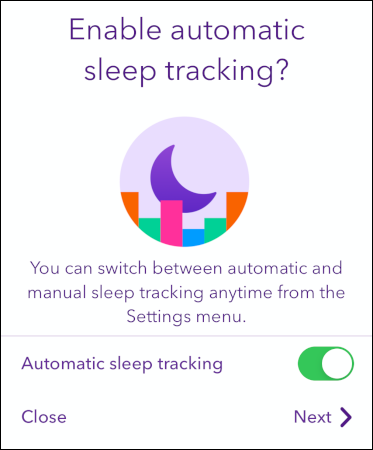 Enable automatic
sleep tracking?
You can switch between automatic and
manual sleep tracking anytime from the
Settings menu.
Automatic sleep tracking
Close
Next